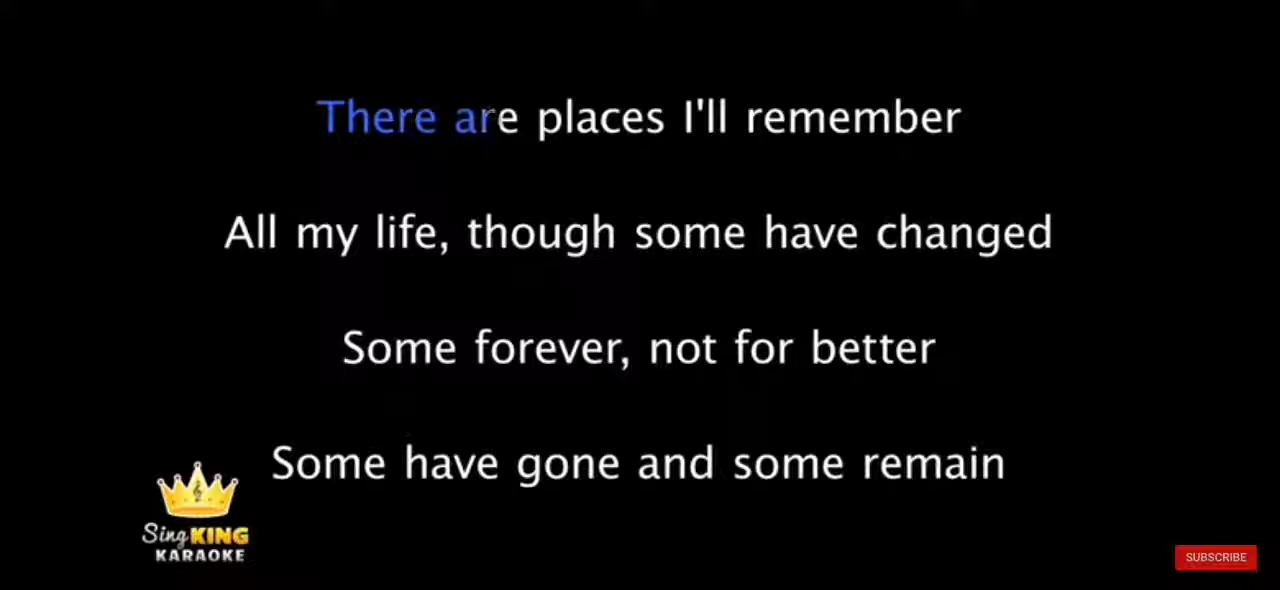 There are places I'll remember
All my life, though some have changed
Some forever, not for better
Some have gone and some remain
Sing KING
KARAOKE
SUBSCRIBE